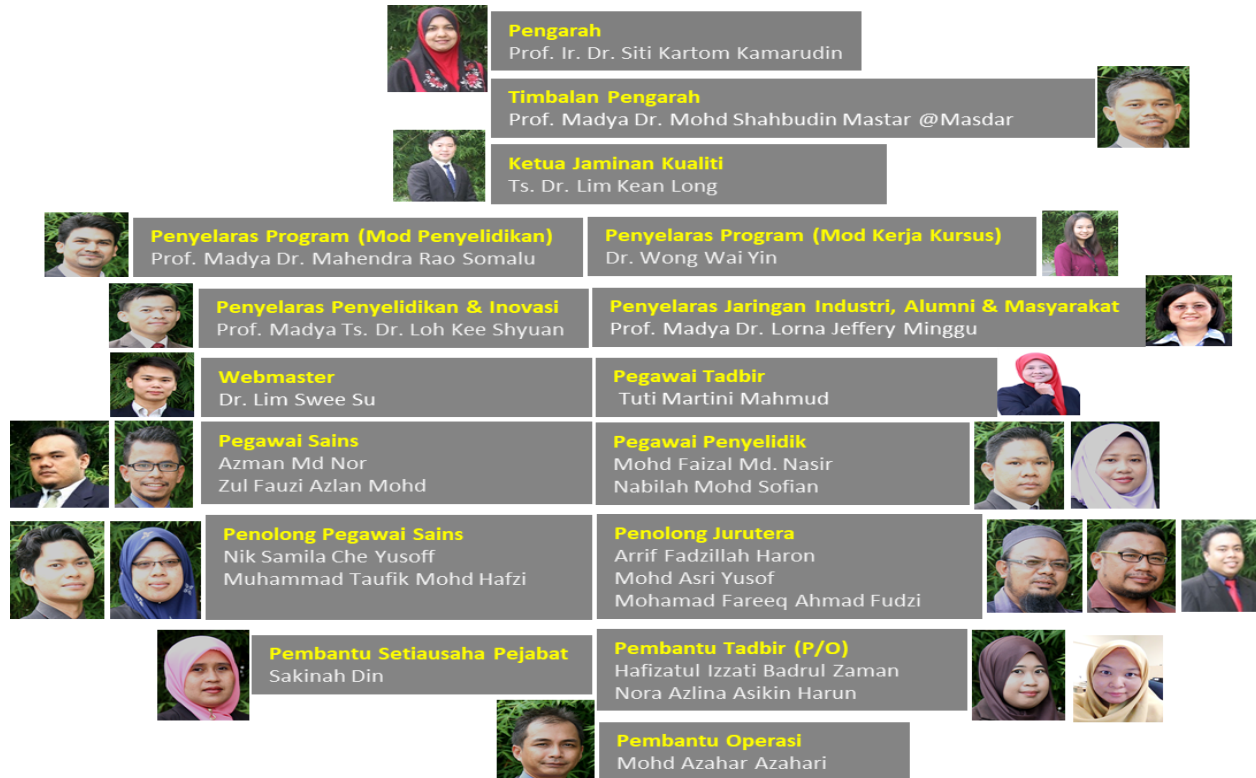 Pengarah
Prof. Ir. Dr. Siti Kartom Kamarudin
Timbalan Pengarah
Prof. Madya Dr. Mohd Shahbudin Mastar @Masdar
Ketua Jaminan Kualiti
Ts. Dr. Lim Kean Long
Penyelaras Program (Mod Penyelidikan)
Prof. Madya Dr. Mahendra Rao Somalu
Penyelaras Program (Mod Kerja Kursus)
Dr. Wong Wai Yin
Penyelaras Penyelidikan & Inovasi
Prof. Madya Ts. Dr. Loh Kee Shyuan
Penyelaras Jaringan Industri, Alumni & Masyarakat
Prof. Madya Dr. Lorna Jeffery Minggu
Webmaster
Dr. Lim Swee Su
Pegawai Tadbir
Tuti Martini Mahmud
Pegawai Sains
Azman Md Nor
Zul Fauzi Azlan Mohd
Pegawai Penyelidik
Mohd Faizal Md. Nasir
Nabilah Mohd Sofian
Penolong Pegawai Sains
Nik Samila Che Yusoff
Muhammad Taufik Mohd Hafzi
Penolong Jurutera
Arrif Fadzillah Haron
Mohd Asri Yusof
Mohamad Fareeq Ahmad Fudzi
Pembantu Setiausaha Pejabat
Sakinah Din
Pembantu Tadbir (P/O)
Hafizatul Izzati Badrul Zaman
Nora Azlina Asikin Harun
Pembantu Operasi
Mohd Azahar Azahari